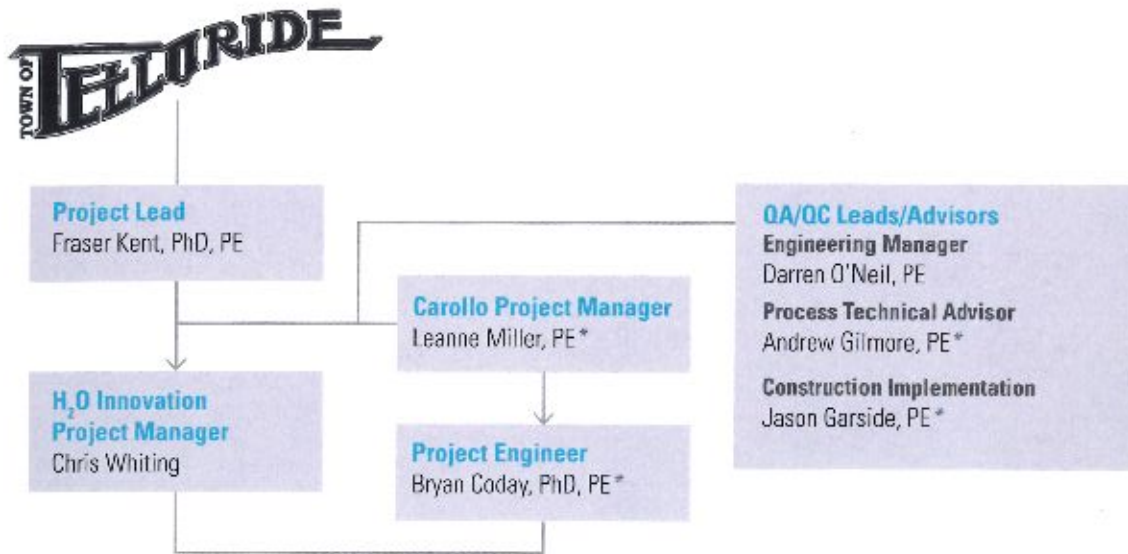 TOWN OF TELLURIDE
Project Lead
Fraser Kent, PhD, PE
Carollo Project Manager
Leanne Miller, PE*
H₂O Innovation
Project Manager
Chris Whiting
Project Engineer
Bryan Coday, PhD, PE*
QA/QC Leads/Advisors
Engineering Manager
Darren O'Neil, PE
Process Technical Advisor
Andrew Gilmore, PE*
Construction Implementation
Jason Garside, PE*